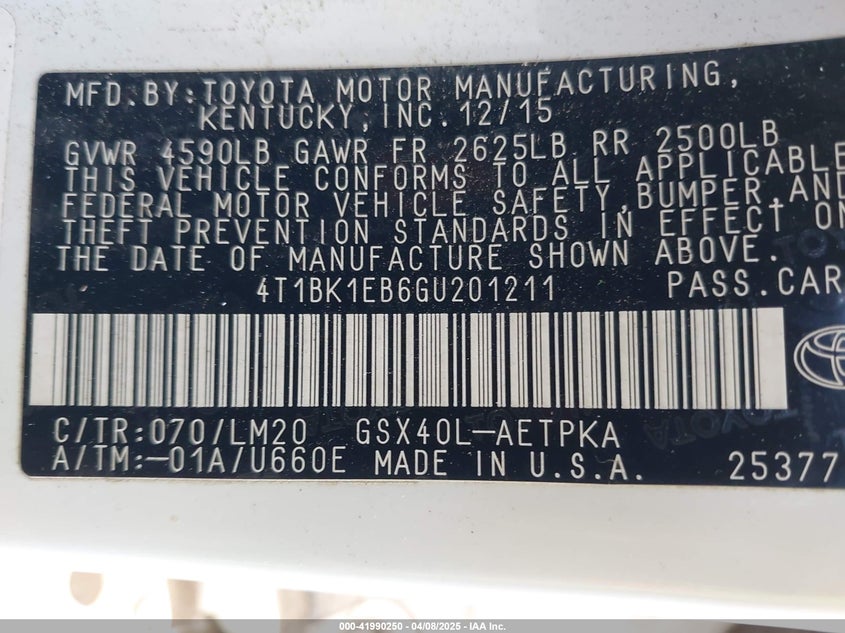 MFD.BY:TOYOTA MOTOR MANUFACTURING,
KENTUCKY,INC.12/15
GVWR 4590LB GAWR FR 2625LB RR 2500LB
THIS VEHICLE CONFORMS TO ALL APPLICABLE
FEDERAL MOTOR VEHICLE SAFETY,BUMPER,AND
THEFT PREVENTION STANDARDS IN EFFECT ON
THE DATE OF MANUFACTURE SHOWN ABOVE.
4T1BK1EB6GU201211 PASS.CAR
C/TR:070/LM20 GSX40L-AETPKA
A/TM:-01A/U660E MADE IN U.S.A. 25377
000-41990250 - 04/08/2025 - IAA Inc.